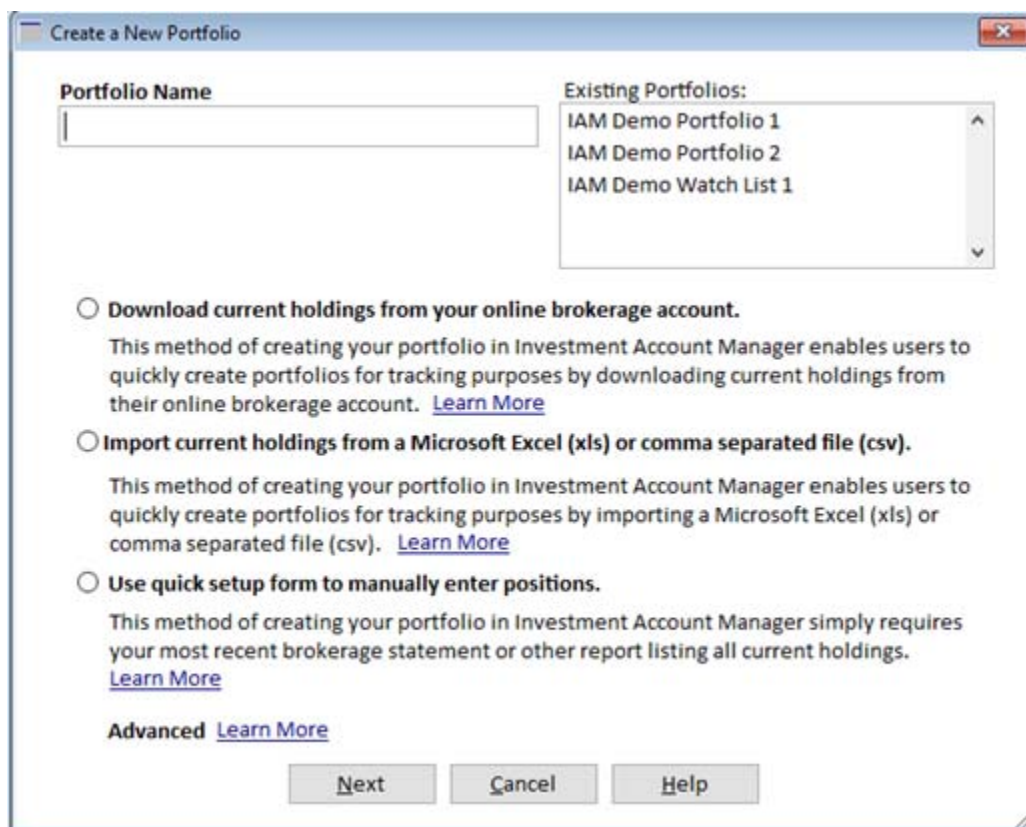 Create a New Portfolio
Portfolio Name
Existing Portfolios:
IAM Demo Portfolio 1
IAM Demo Portfolio 2
IAM Demo Watch List 1
Download current holdings from your online brokerage account.
This method of creating your portfolio in Investment Account Manager enables users to
quickly create portfolios for tracking purposes by downloading current holdings from
their online brokerage account. Learn More
Import current holdings from a Microsoft Excel (xls) or comma separated file (csv).
This method of creating your portfolio in Investment Account Manager enables users to
quickly create portfolios for tracking purposes by importing a Microsoft Excel (xls) or
comma separated file (csv). Learn More
Use quick setup form to manually enter positions.
This method of creating your portfolio in Investment Account Manager simply requires
your most recent brokerage statement or other report listing all current holdings.
Learn More
Advanced Learn More
Next Cancel Help